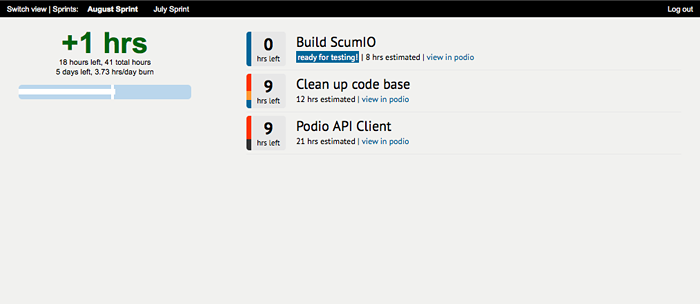 Switch view | Sprints: August Sprint July Sprint Log out
+1 hrs
18 hours left, 41 total hours
5 days left, 3.73 hrs/day burn
0
hrs left
Build ScumIO
ready for testing! | 8 hrs estimated | view in podio
9
hrs left
Clean up code base
12 hrs estimated | view in podio
9
hrs left
Podio API Client
21 hrs estimated | view in podio